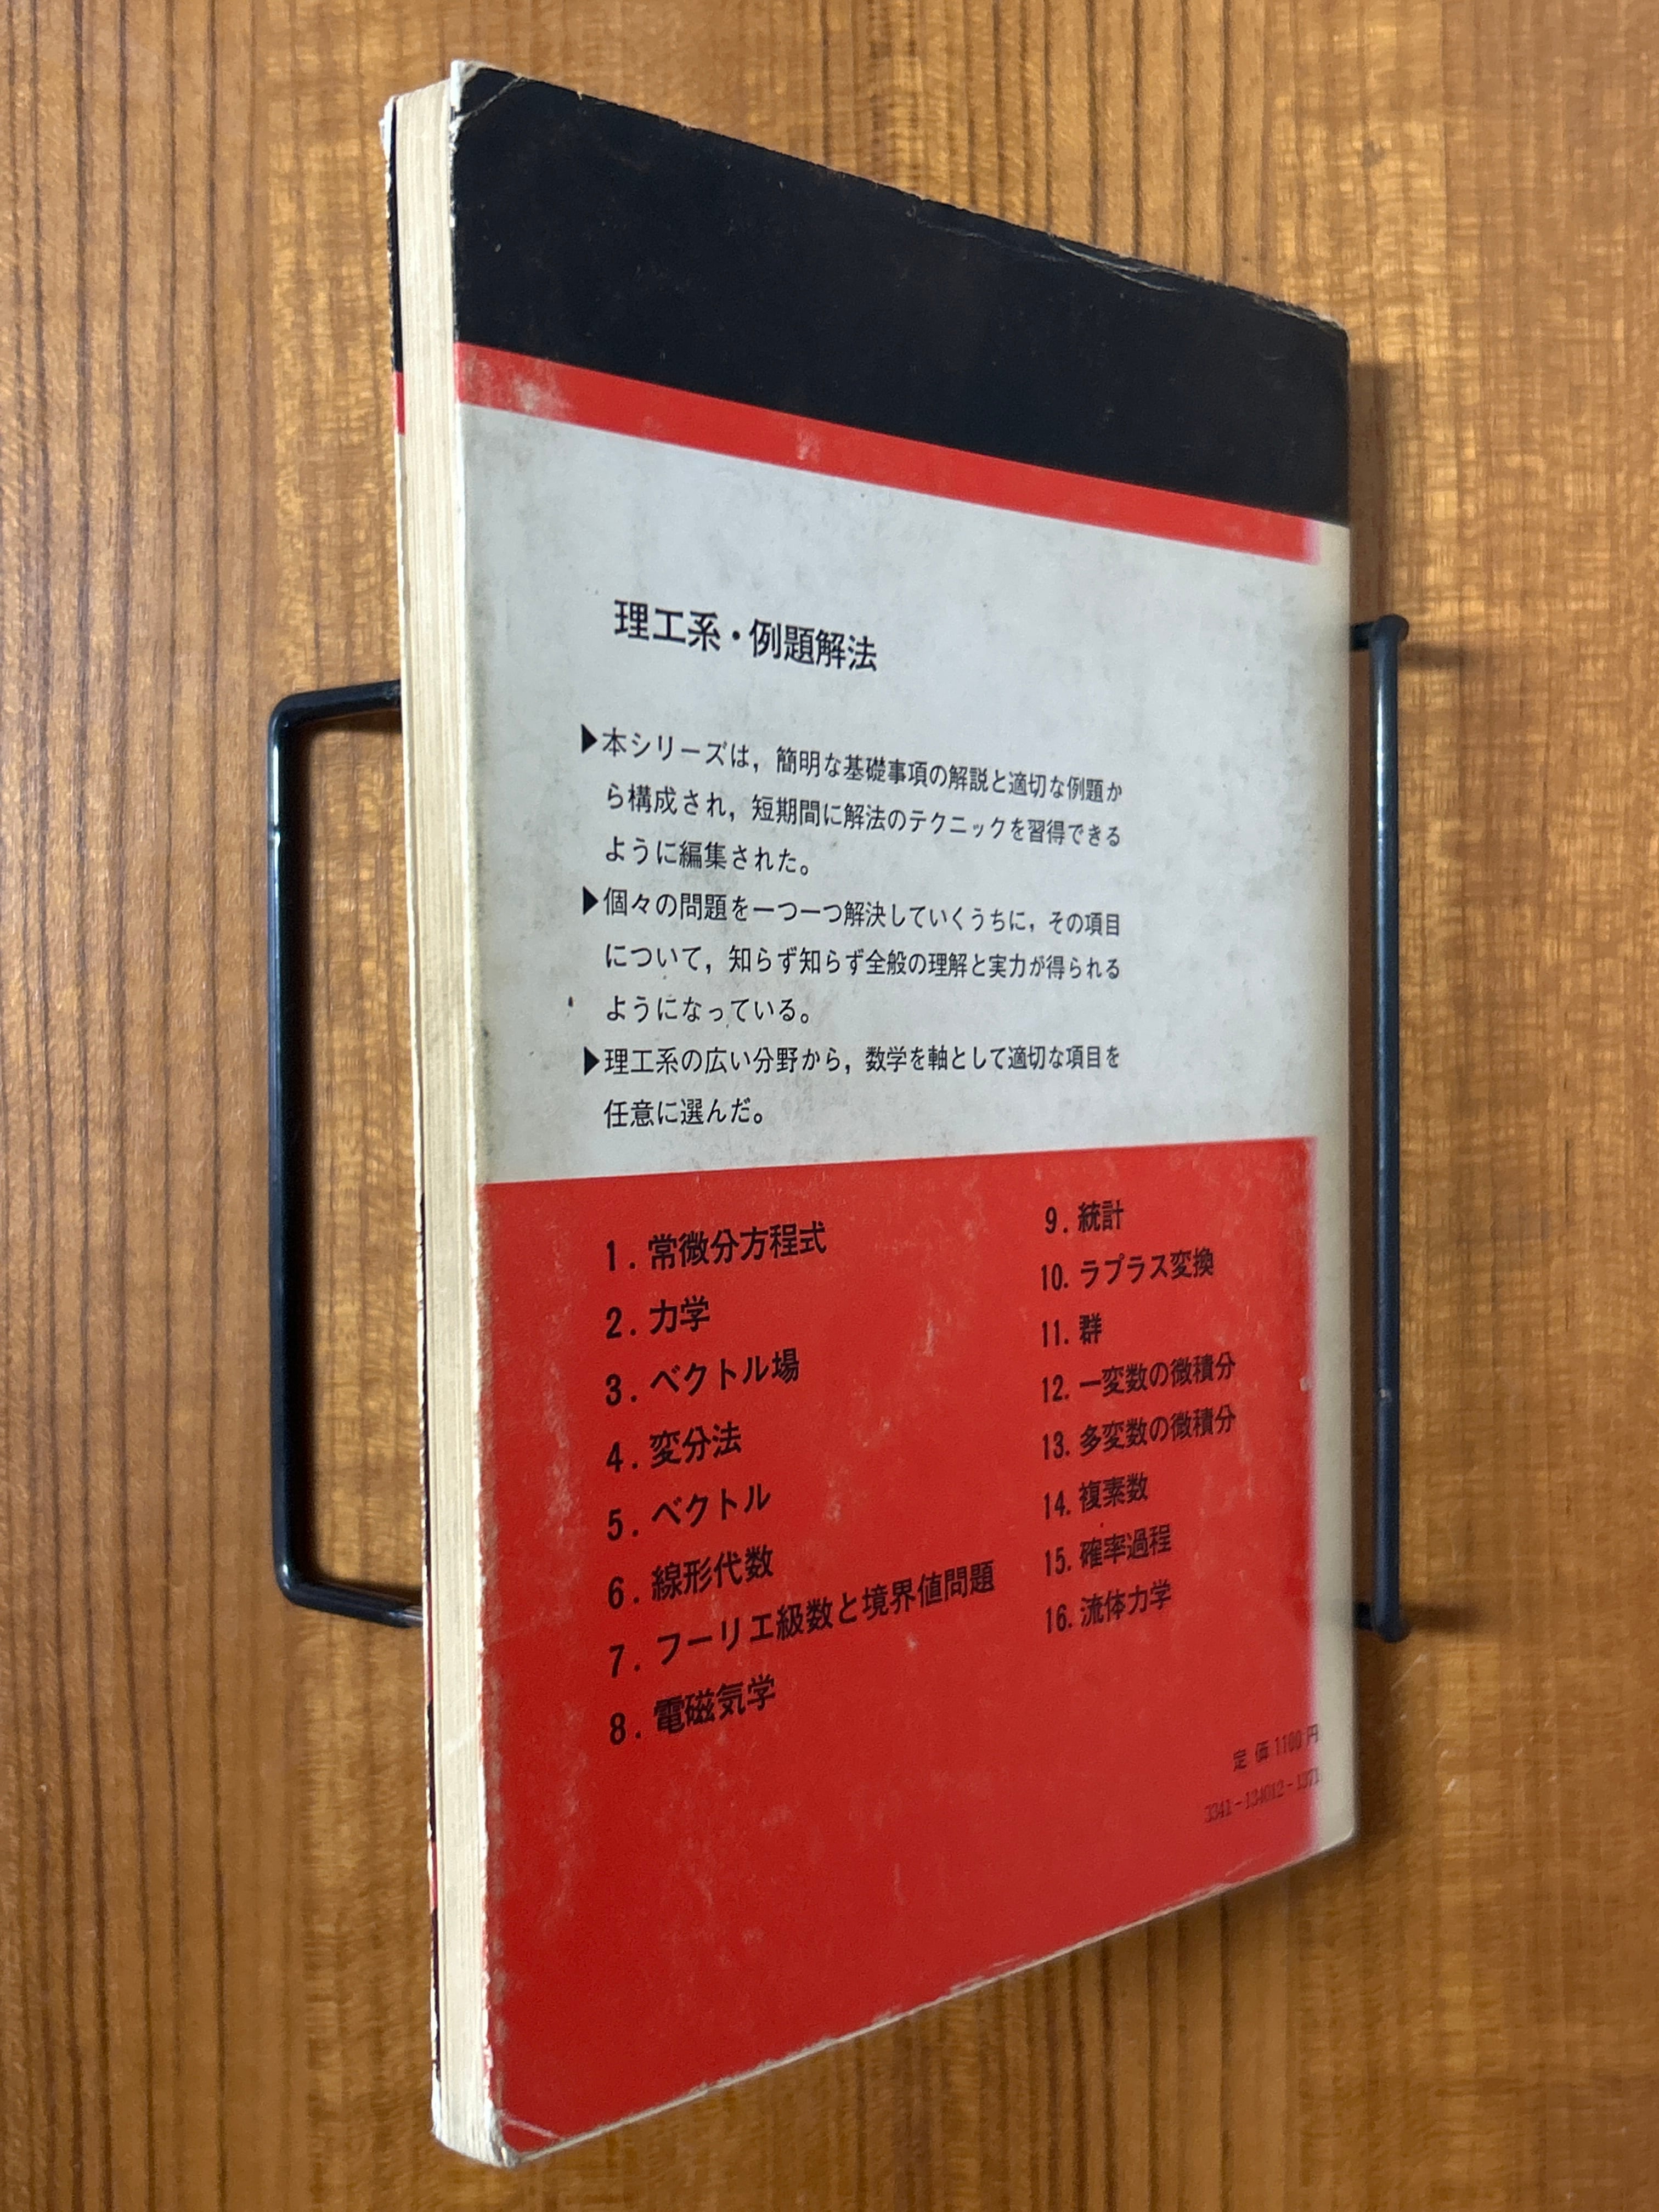 理工系・例題解法
▶本シリーズは，簡明な基礎事項の解説と適切な例題か
ら構成され，短期間に解法のテクニックを習得できる
ように編集された。
▶個々の問題を一つ一つ解決していくうちに，その項目
について，知らず知らず全般の理解と実力が得られる
ようになっている。
▶理工系の広い分野から，数学を軸として適切な項目を
任意に選んだ。
1．常微分方程式
2．力学
3．ベクトル場
4．変分法
5．ベクトル
6．線形代数
7．フーリエ級数と境界値問題
8．電磁気学
9．統計
10．ラプラス変換
11．群
12．一変数の微積分
13．多変数の微積分
14．複素数
15．確率過程
16．流体力学
定価1100円
3341-134012-1371